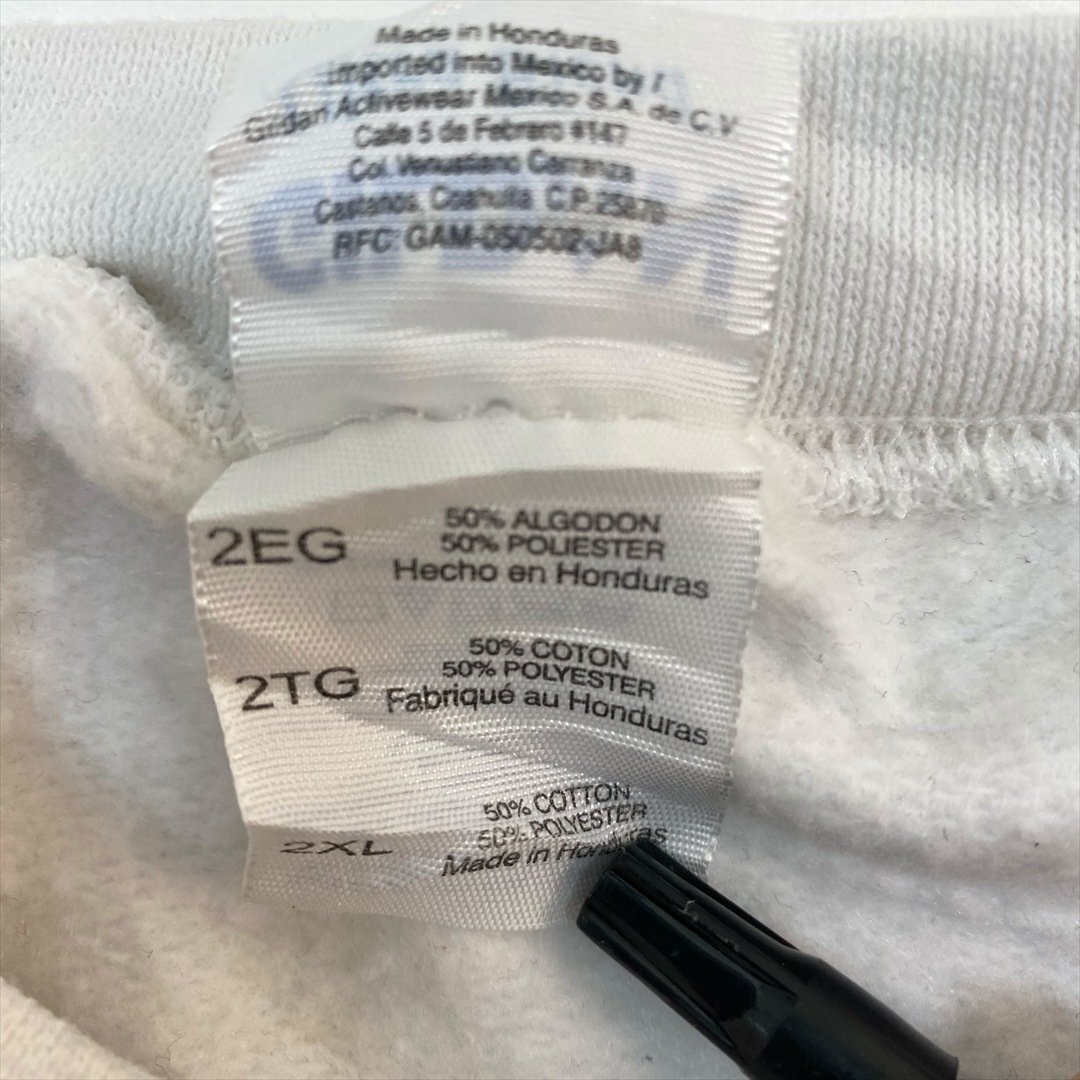 Made in Honduras
Imported into Mexico by /
Gildan Activewear Mexico S.A. de C.V
Calle 5 de Febrero #147
Col. Venustiano Carranza
Castanos, Coahuila C.P. 25870
RFC: GAM-050502-JA8
2EG
50% ALGODON
50% POLIESTER
Hecho en Honduras
2TG
50% COTON
50% POLYESTER
Fabriqué au Honduras
2XL
50% COTTON
50% POLYESTER
Made in Honduras